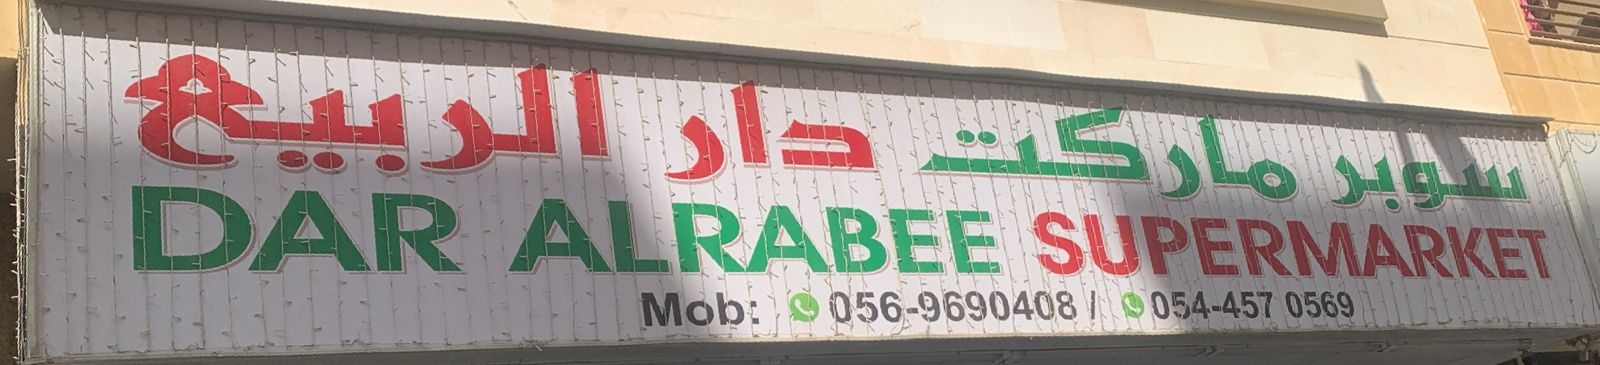 سوبر ماركت دار الربيع
DAR ALRABEE SUPERMARKET
Mob: 056-9690408 / 054-457 0569